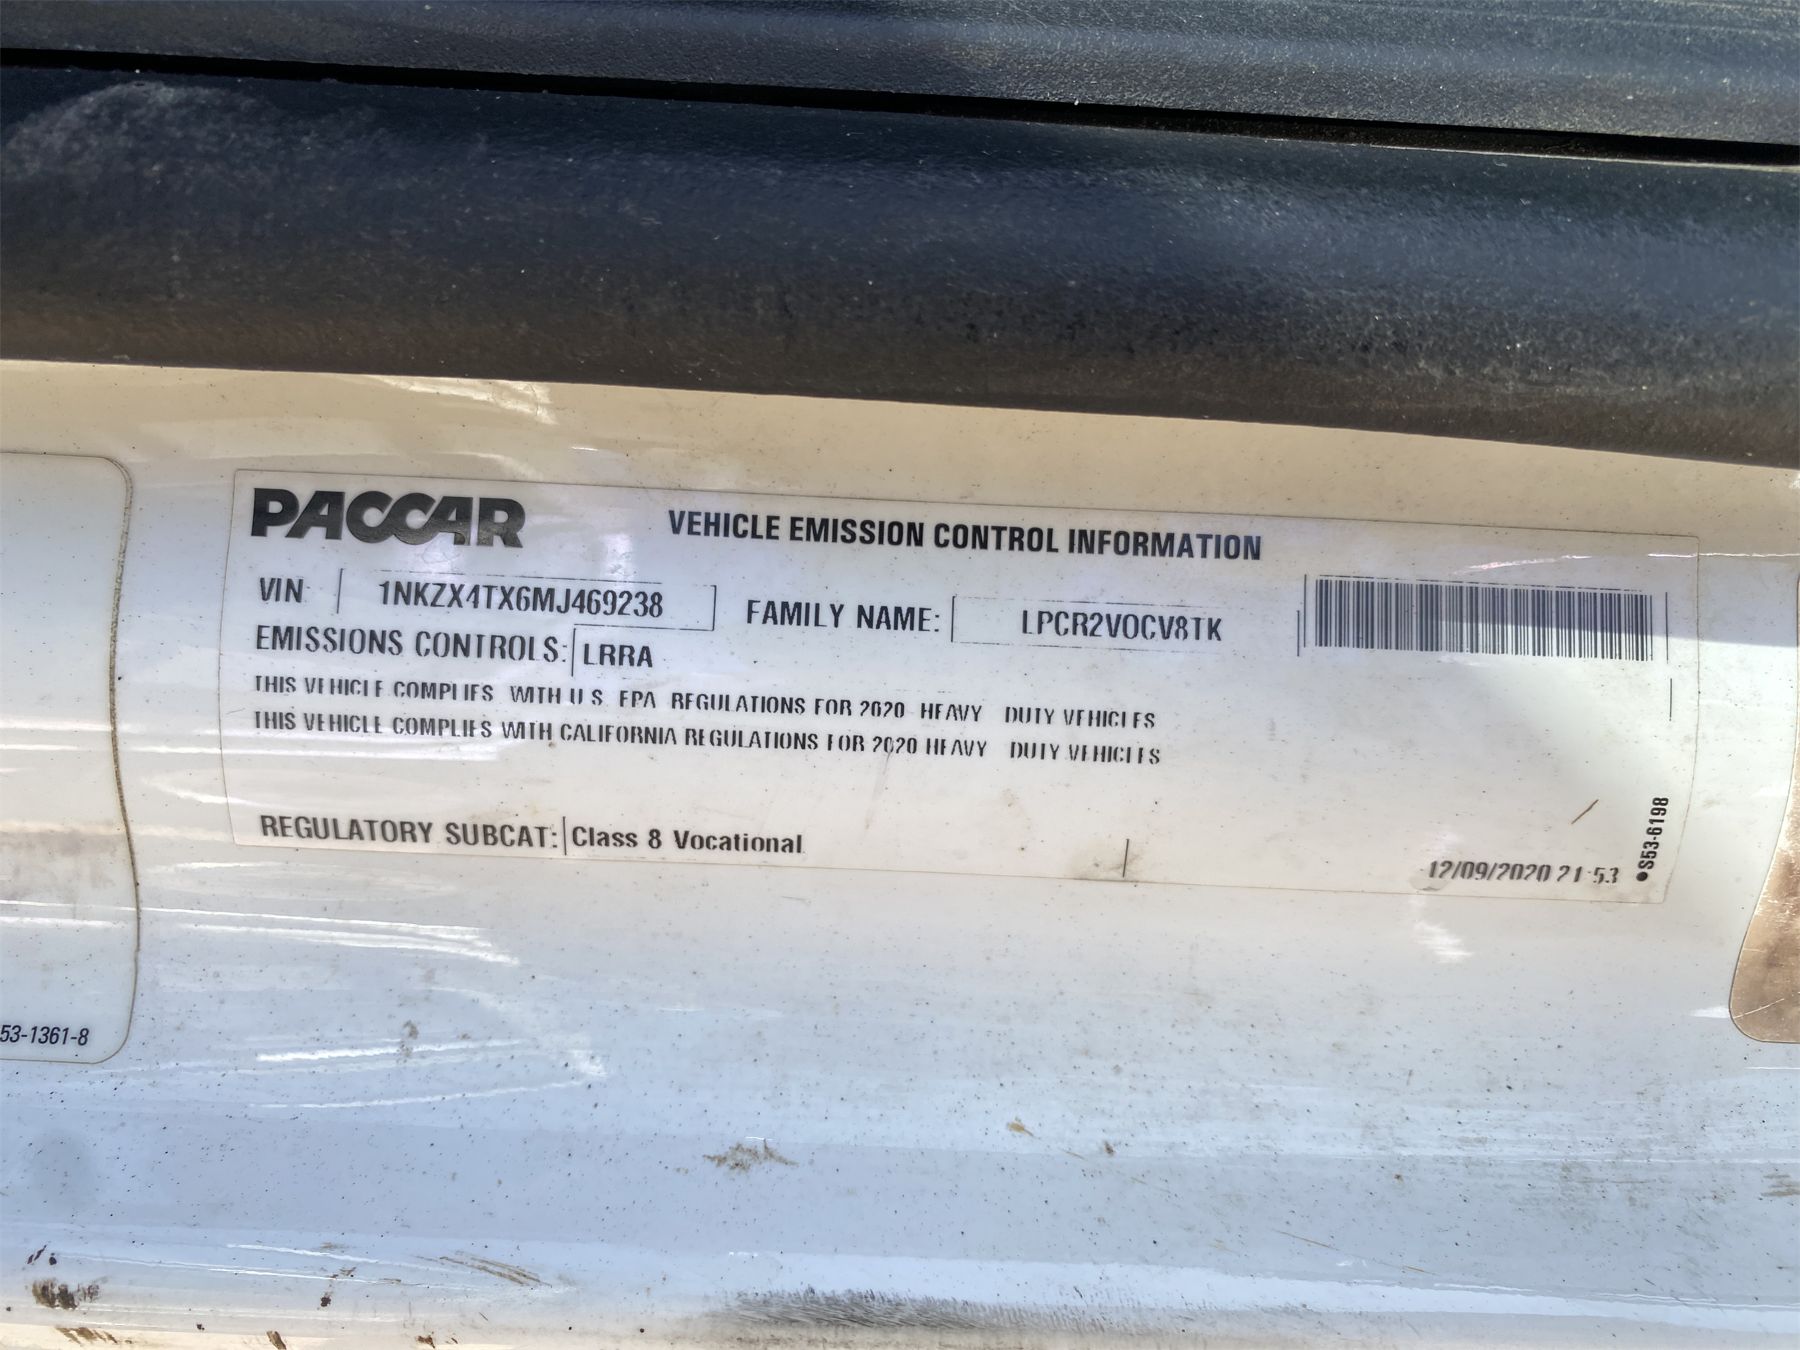 PACCAR
VEHICLE EMISSION CONTROL INFORMATION
VIN 1NKZX4TX6MJ469238 FAMILY NAME: LPCR2VOCV8TK
EMISSIONS CONTROLS: LRRA
THIS VEHICLE COMPLIES WITH U.S. EPA REGULATIONS FOR 2020 HEAVY DUTY VEHICLES
THIS VEHICLE COMPLIES WITH CALIFORNIA REGULATIONS FOR 2020 HEAVY DUTY VEHICLES
REGULATORY SUBCAT: Class 8 Vocational
12/09/2020 21:53
•S53-6198
53-1361-8